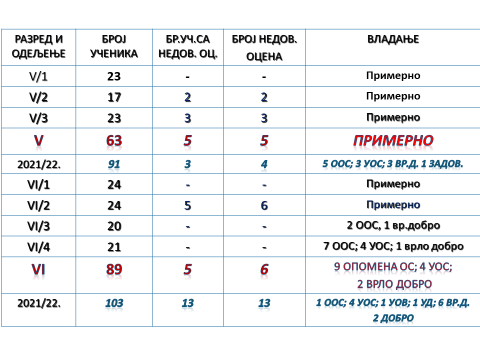 РАЗРЕД И ОДЕЉЕЊЕ БРОЈ УЧЕНИКА БР.УЧ.СА НЕДОВ. ОЦ. БРОЈ НЕДОВ. ОЦЕНА ВЛАДАЊЕ
V/1 23 - - Примерно
V/2 17 2 2 Примерно
V/3 23 3 3 Примерно
V 63 5 5 ПРИМЕРНО
2021/22. 91 3 4 5 ООС; 3 УОС; 3 ВР.Д. 1 ЗАДОВ.
VI/1 24 - - Примерно
VI/2 24 5 6 Примерно
VI/3 20 - - 2 ООС, 1 вр.добро
VI/4 21 - - 7 ООС; 4 УОС; 1 врло добро
VI 89 5 6 9 ОПОМЕНА ОС; 4 УОС;
2 ВРЛО ДОБРО
2021/22. 103 13 13 1 ООС; 4 УОС; 1 УОВ; 1 УД; 6 ВР.Д.
2 ДОБРО